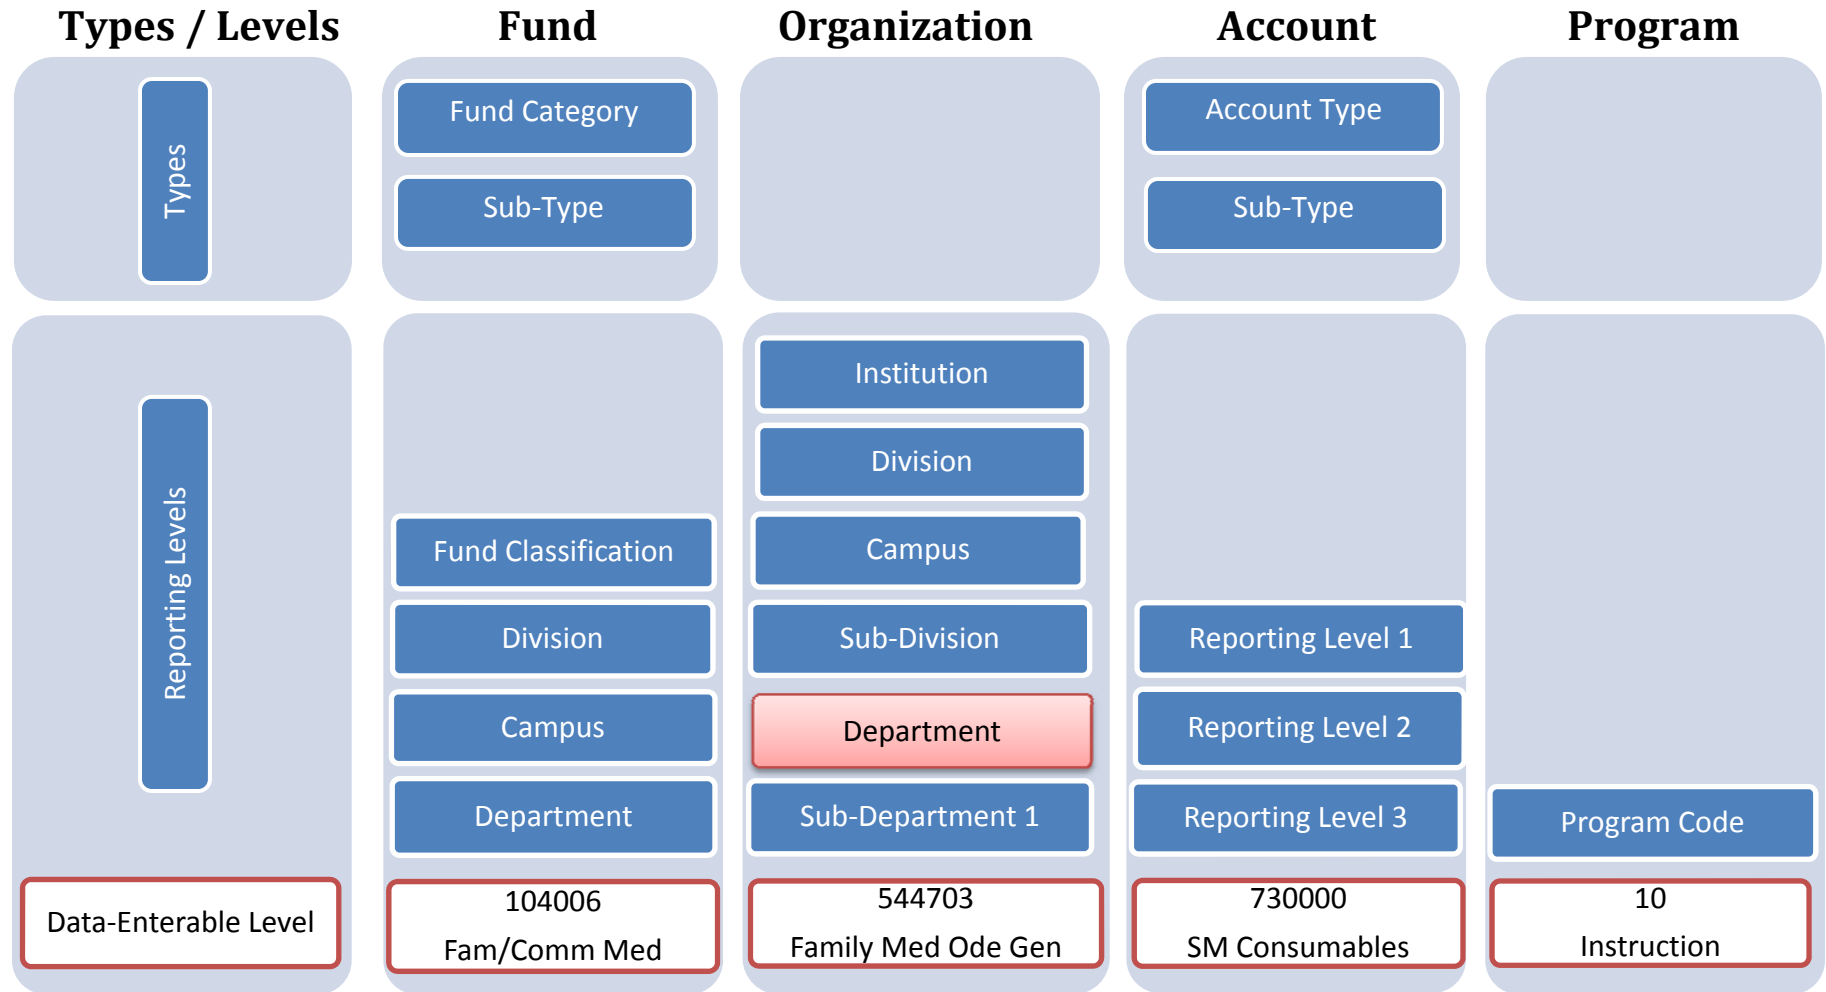 Types / Levels
Fund
Organization
Account
Program
Types
Fund Category
Sub-Type
Account Type
Sub-Type
Reporting Levels
Fund Classification
Division
Campus
Department
Institution
Division
Campus
Sub-Division
Department
Sub-Department 1
Reporting Level 1
Reporting Level 2
Reporting Level 3
Program Code
Data-Enterable Level
104006
Fam/Comm Med
544703
Family Med Ode Gen
730000
SM Consumables
10
Instruction